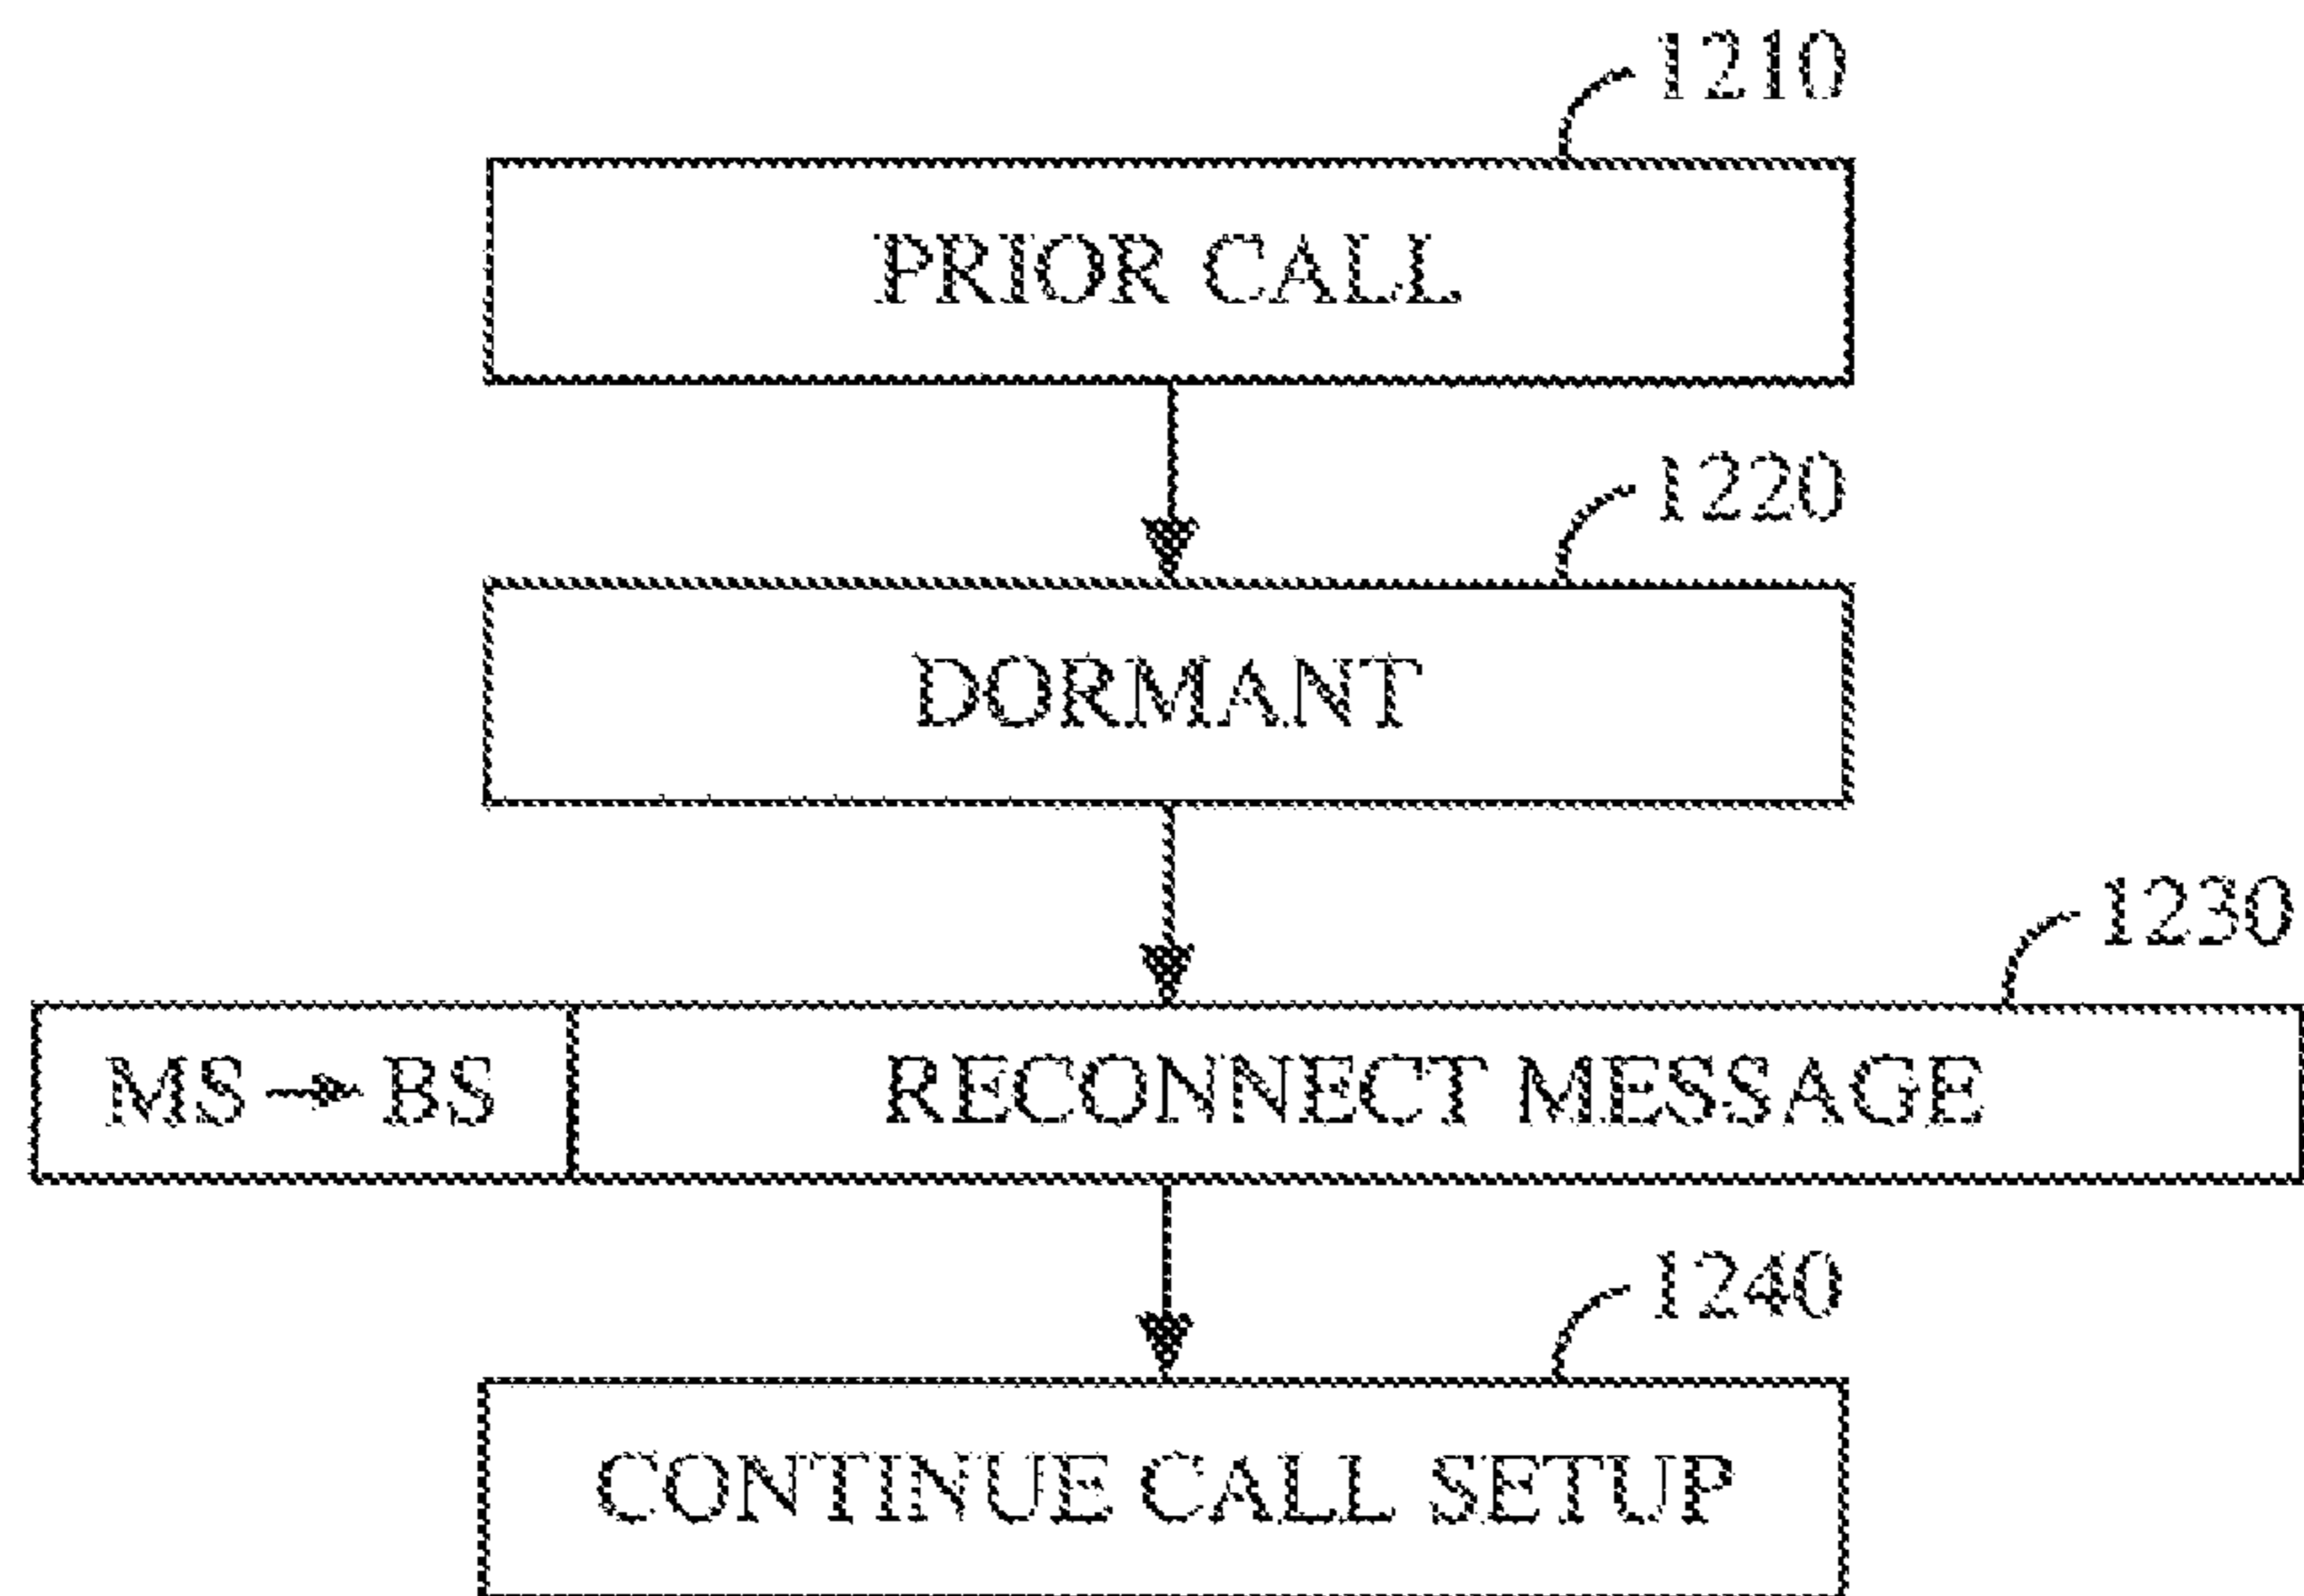 1210
PRIOR CALL
1220
DORMANT
1230
MS → BS RECONNECT MESSAGE
1240
CONTINUE CALL SETUP